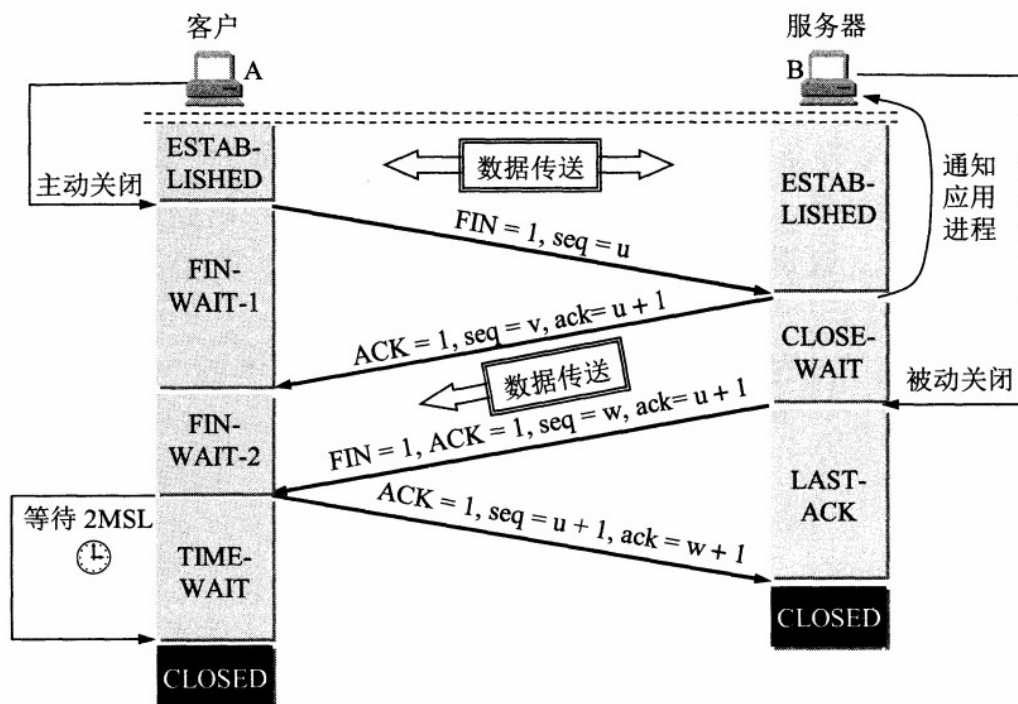 客户
服务器
A
B
ESTAB-
LISHED
数据传送
ESTAB-
LISHED
通知
应用
进程
主动关闭
FIN = 1, seq = u
FIN-
WAIT-1
ACK = 1, seq = v, ack= u + 1
CLOSE-
WAIT
数据传送
被动关闭
FIN-
WAIT-2
FIN = 1, ACK = 1, seq = w, ack= u + 1
LAST-
ACK
ACK = 1, seq = u + 1, ack = w + 1
等待 2MSL
TIME-
WAIT
CLOSED
CLOSED